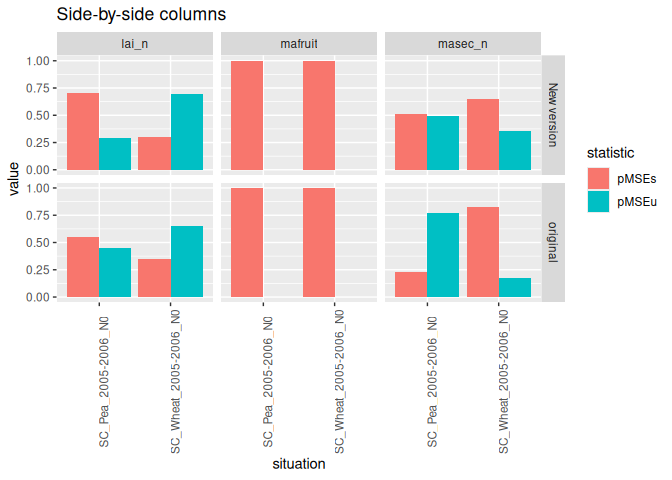 Side-by-side columns
lai_n
mafruit
masec_n
1.00
0.75
0.50
0.25
0.00
New version
1.00
0.75
0.50
0.25
0.00
original
value
SC_Pea_2005-2006_N0
SC_Wheat_2005-2006_N0
SC_Pea_2005-2006_N0
SC_Wheat_2005-2006_N0
SC_Pea_2005-2006_N0
SC_Wheat_2005-2006_N0
situation
statistic
pMSEs
pMSEu